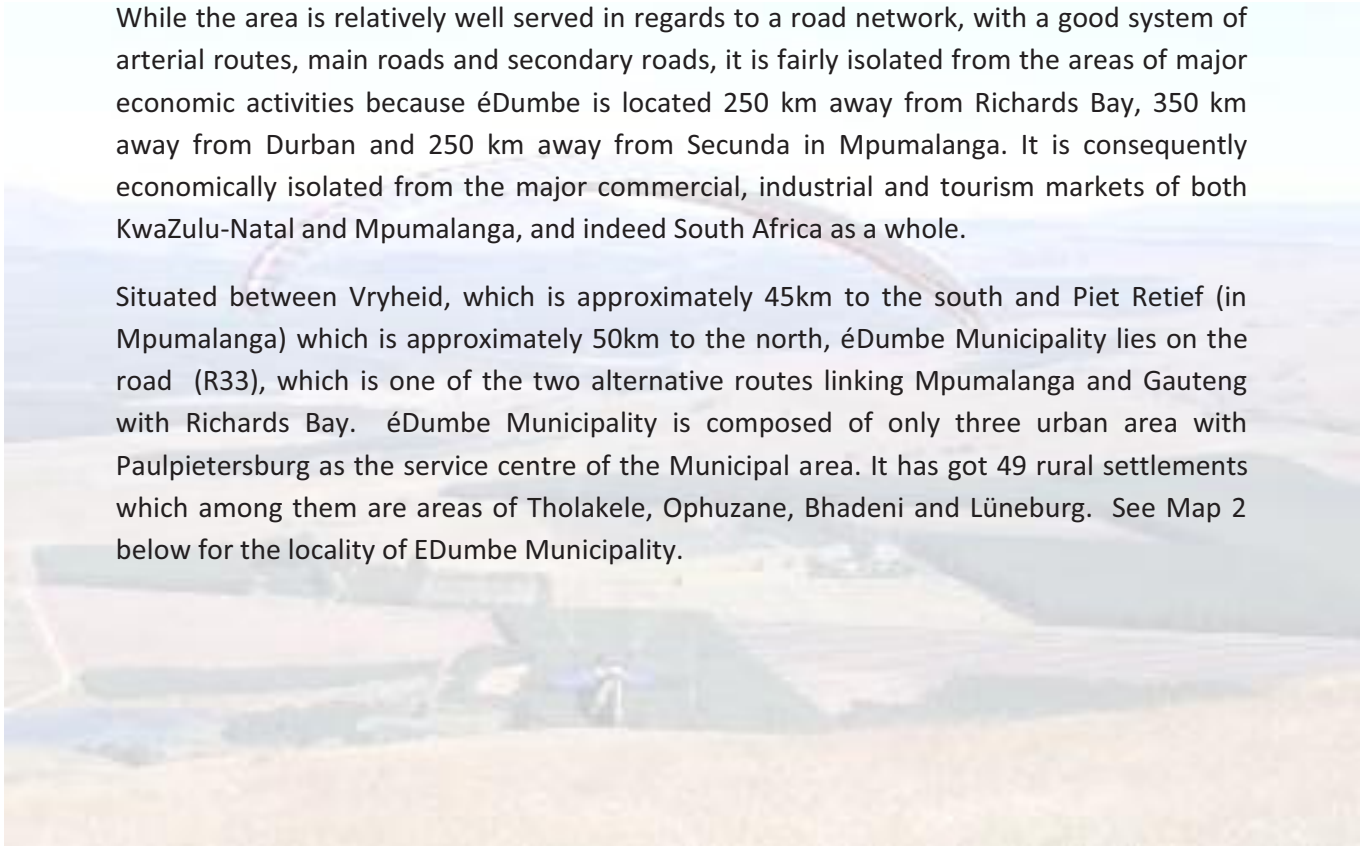 While the area is relatively well served in regards to a road network, with a good system of
arterial routes, main roads and secondary roads, it is fairly isolated from the areas of major
economic activities because éDumbe is located 250 km away from Richards Bay, 350 km
away from Durban and 250 km away from Secunda in Mpumalanga. It is consequently
economically isolated from the major commercial, industrial and tourism markets of both
KwaZulu-Natal and Mpumalanga, and indeed South Africa as a whole.
Situated between Vryheid, which is approximately 45km to the south and Piet Retief (in
Mpumalanga) which is approximately 50km to the north, éDumbe Municipality lies on the
road (R33), which is one of the two alternative routes linking Mpumalanga and Gauteng
with Richards Bay. éDumbe Municipality is composed of only three urban area with
Paulpietersburg as the service centre of the Municipal area. It has got 49 rural settlements
which among them are areas of Tholakele, Ophuzane, Bhadeni and Lüneburg. See Map 2
below for the locality of EDumbe Municipality.